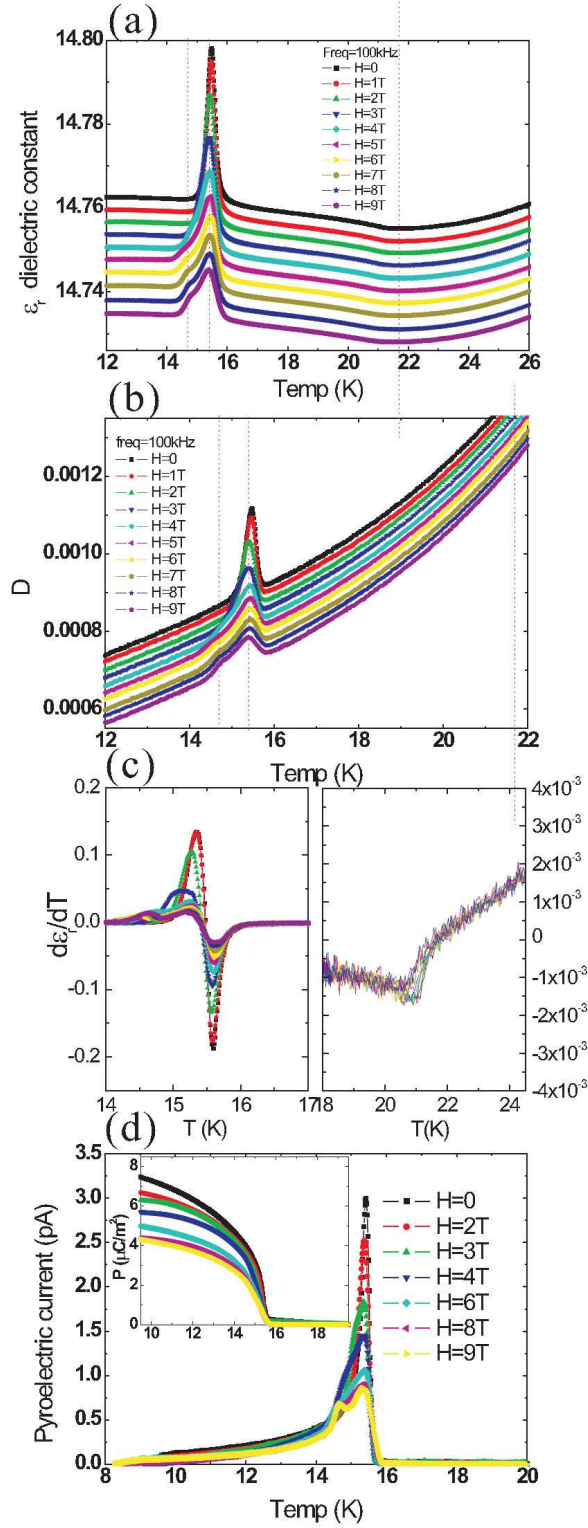 (a)
14.80
14.78
14.76
14.74
εr dielectric constant
Freq=100kHz
H=0
H=1T
H=2T
H=3T
H=4T
H=5T
H=6T
H=7T
H=8T
H=9T
12 14 16 18 20 22 24 26
Temp (K)
(b)
0.0012
0.0010
0.0008
0.0006
D
freq=100kHz
H=0
H=1T
H=2T
H=3T
H=4T
H=5T
H=6T
H=7T
H=8T
H=9T
12 14 16 18 20 22
Temp (K)
(c)
0.2
0.1
0.0
-0.1
-0.2
dεr/dT
14 15 16 17
T (K)
4x10-3
3x10-3
2x10-3
1x10-3
0
-1x10-3
-2x10-3
-3x10-3
-4x10-3
18 20 22 24
T(K)
(d)
3.5
3.0
2.5
2.0
1.5
1.0
0.5
0.0
Pyroelectric current (pA)
8
6
4
2
0
P (μC/m2)
10 12 14 16 18
H=0
H=2T
H=3T
H=4T
H=6T
H=8T
H=9T
8 10 12 14 16 18 20
Temp (K)